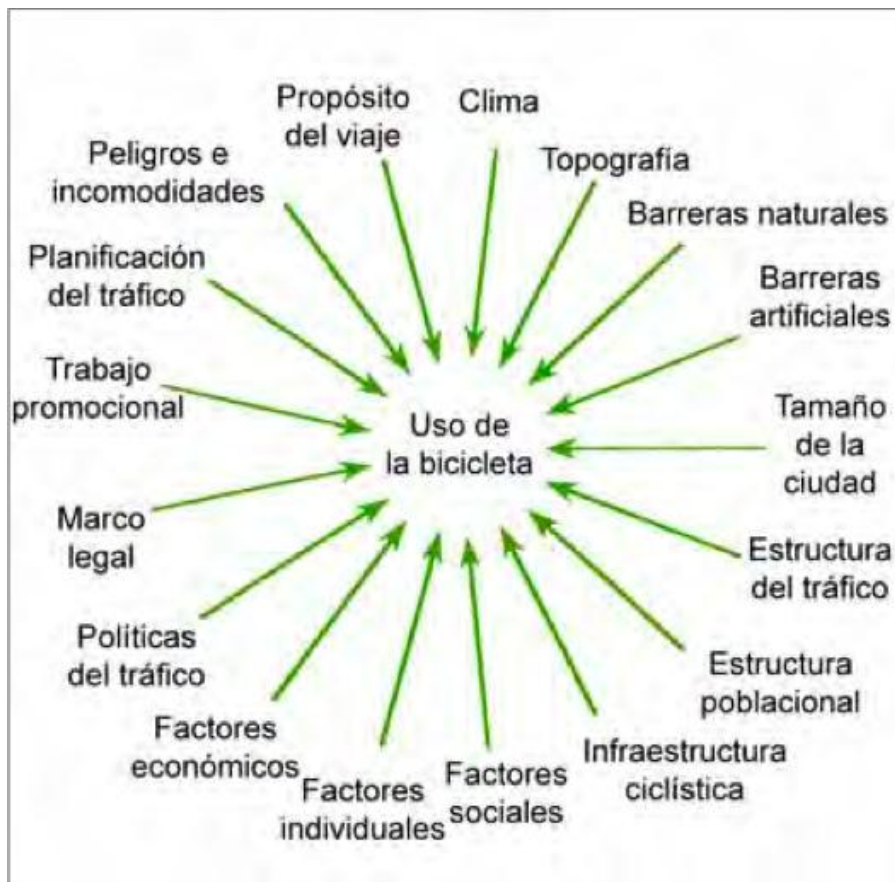 Propósito
del viaje
Clima
Topografía
Barreras naturales
Barreras
artificiales
Tamaño
de la
ciudad
Estructura
del tráfico
Estructura
poblacional
Infraestructura
ciclística
Factores
sociales
Factores
individuales
Factores
económicos
Políticas
del tráfico
Marco
legal
Trabajo
promocional
Planificación
del tráfico
Peligros e
incomodidades
Uso de
la bicicleta